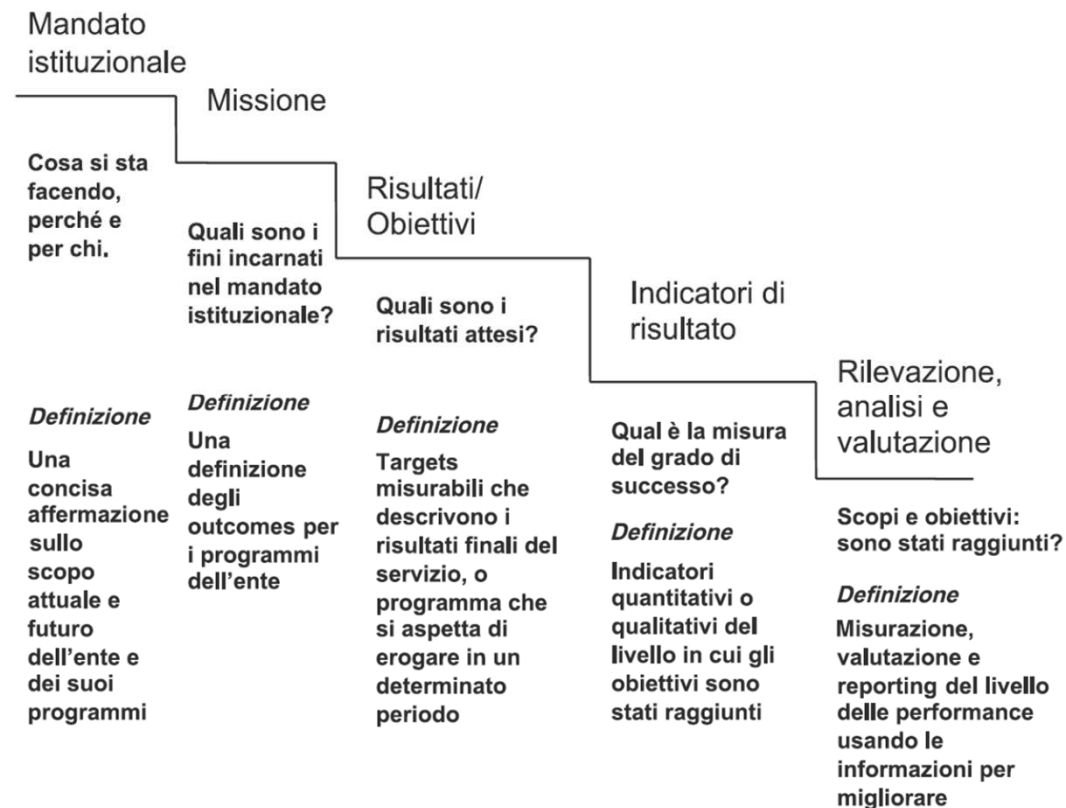 Mandato
istituzionale
Cosa si sta
facendo,
perché e
per chi.
Definizione
Una
concisa
affermazione
sullo
scopo
attuale e
futuro
dell'ente e
dei suoi
programmi
Missione
Quali sono i
fini incarnati
nel mandato
istituzionale?
Definizione
Una
definizione
degli
outcomes per
i programmi
dell'ente
Risultati/
Obiettivi
Quali sono i
risultati attesi?
Definizione
Targets
misurabili che
descrivono i
risultati finali del
servizio, o
programma che
si aspetta di
erogare in un
determinato
periodo
Indicatori di
risultato
Qual è la misura
del grado di
successo?
Definizione
Indicatori
quantitativi o
qualitativi del
livello in cui gli
obiettivi sono
stati raggiunti
Rilevazione,
analisi e
valutazione
Scopi e obiettivi:
sono stati raggiunti?
Definizione
Misurazione,
valutazione e
reporting del livello
delle performance
usando le
informazioni per
migliorare